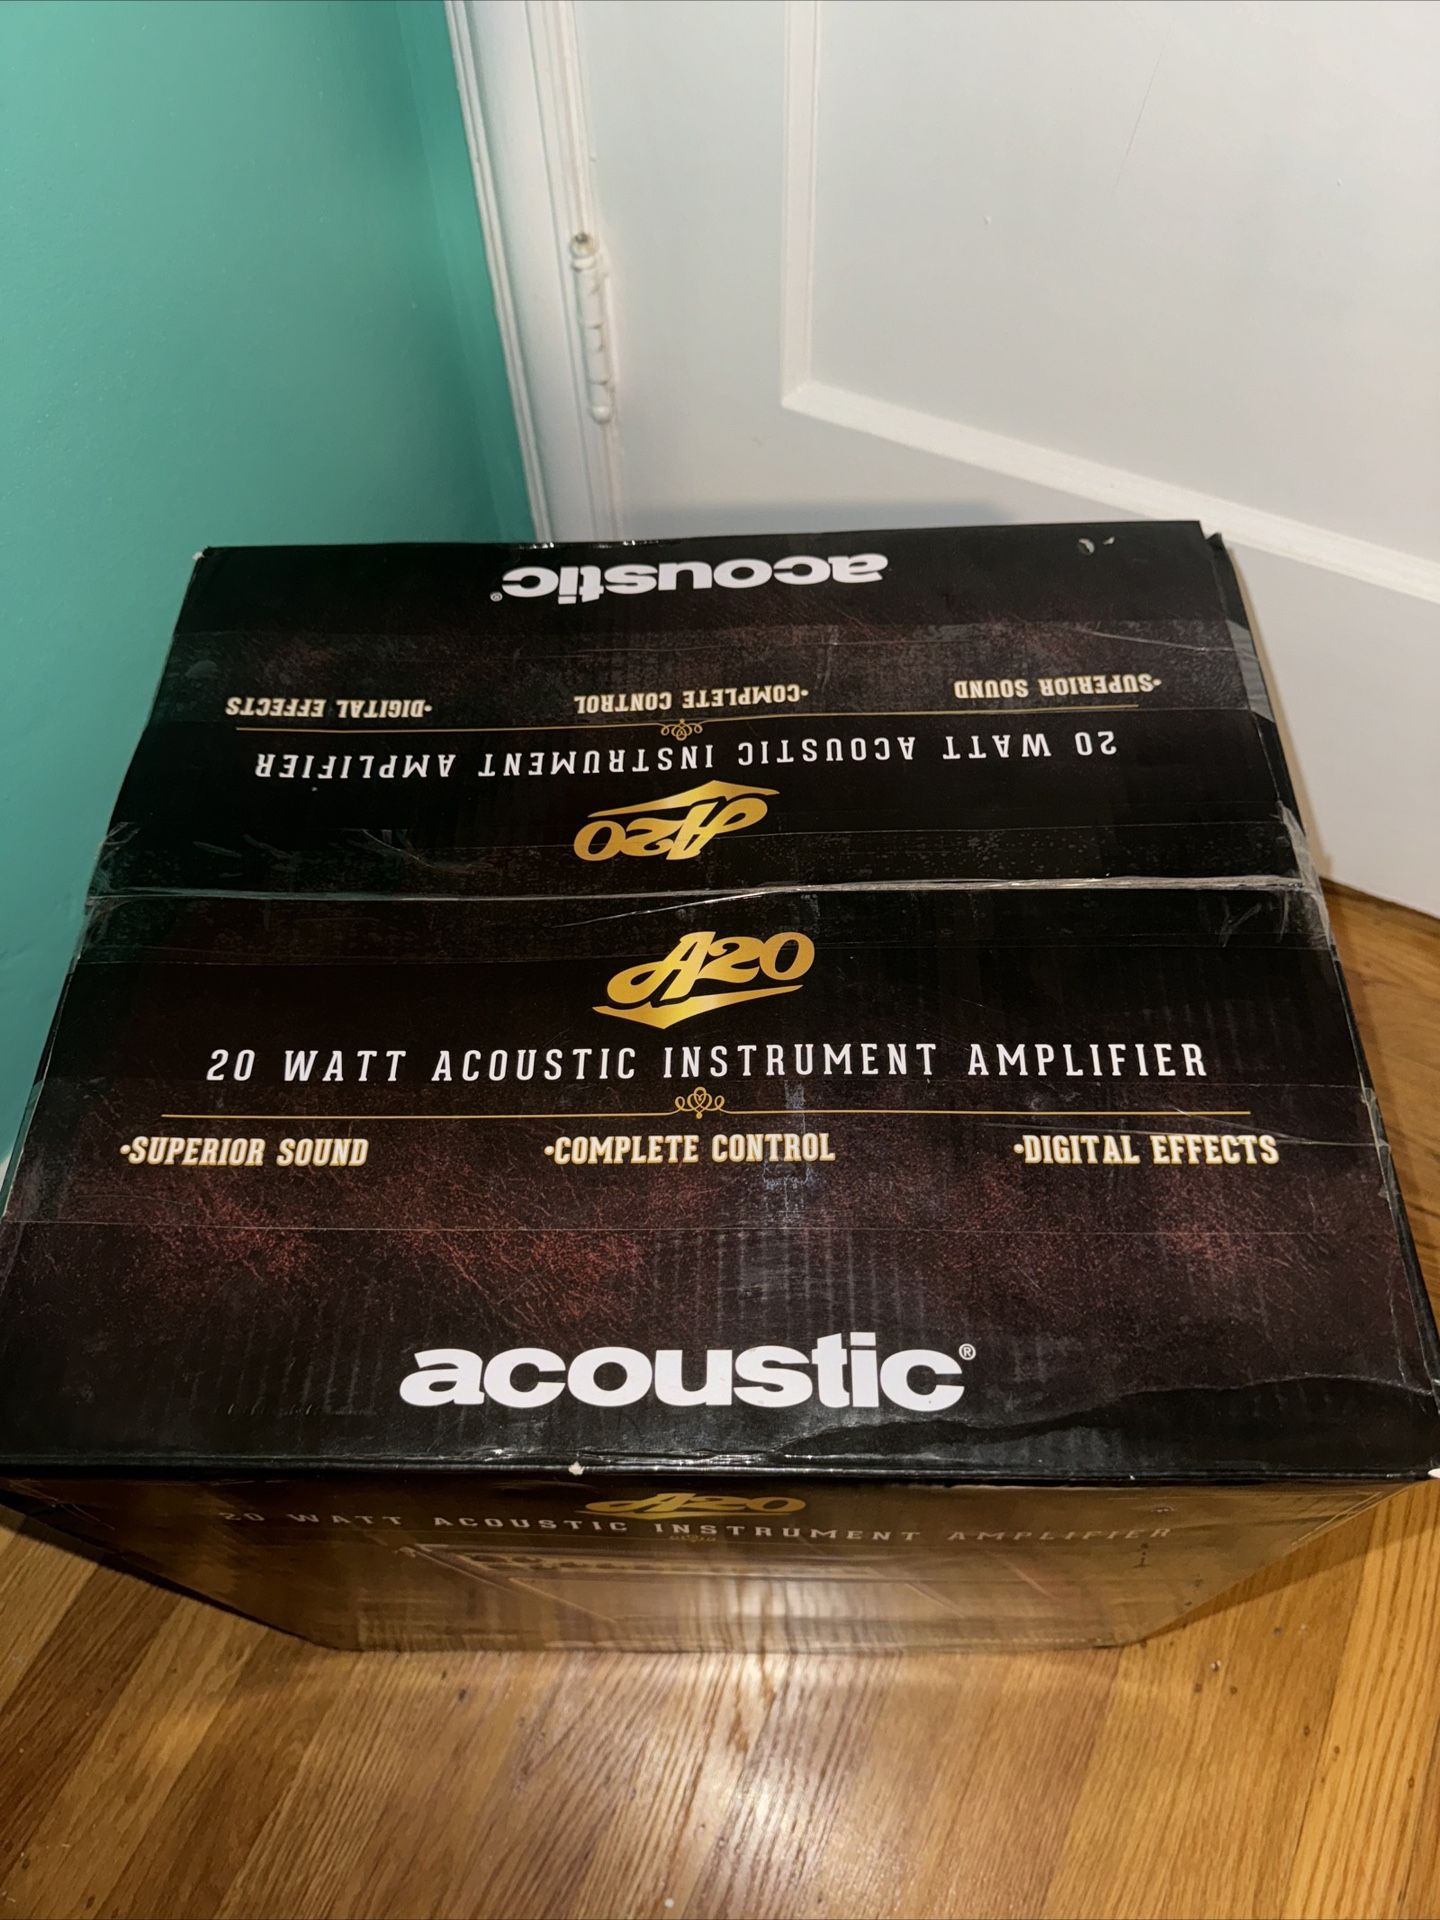 acoustic®
•SUPERIOR SOUND •COMPLETE CONTROL •DIGITAL EFFECTS
20 WATT ACOUSTIC INSTRUMENT AMPLIFIER
A20
A20
20 WATT ACOUSTIC INSTRUMENT AMPLIFIER
•SUPERIOR SOUND •COMPLETE CONTROL •DIGITAL EFFECTS
acoustic®
A20
20 WATT ACOUSTIC INSTRUMENT AMPLIFIER